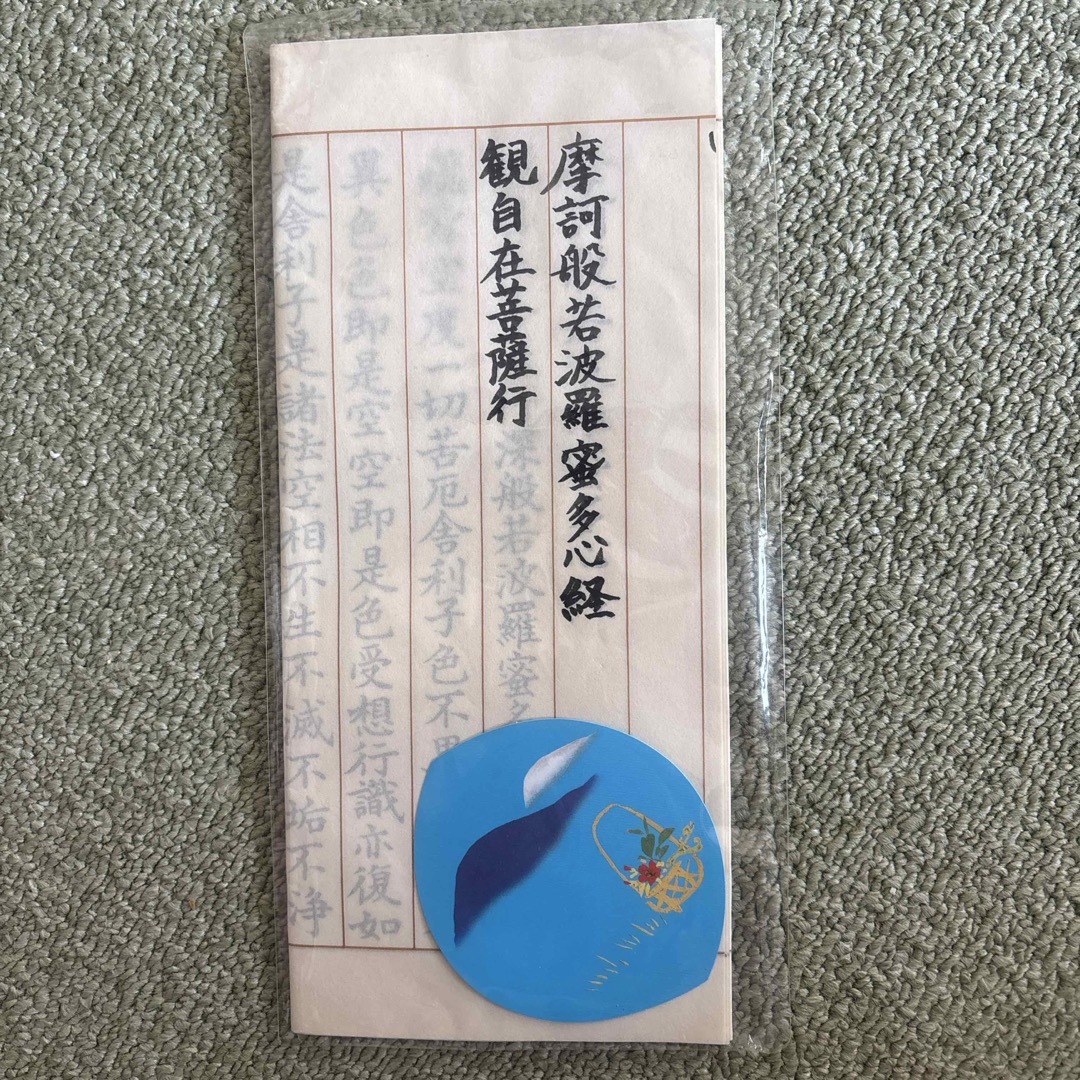 摩訶般若波羅蜜多心経
観自在菩薩行深般若波羅蜜多
空度一切苦厄舎利子色不異
異色色即是空空即是色受想行識亦復如
是舎利子是諸法空相不生不滅不垢不浄